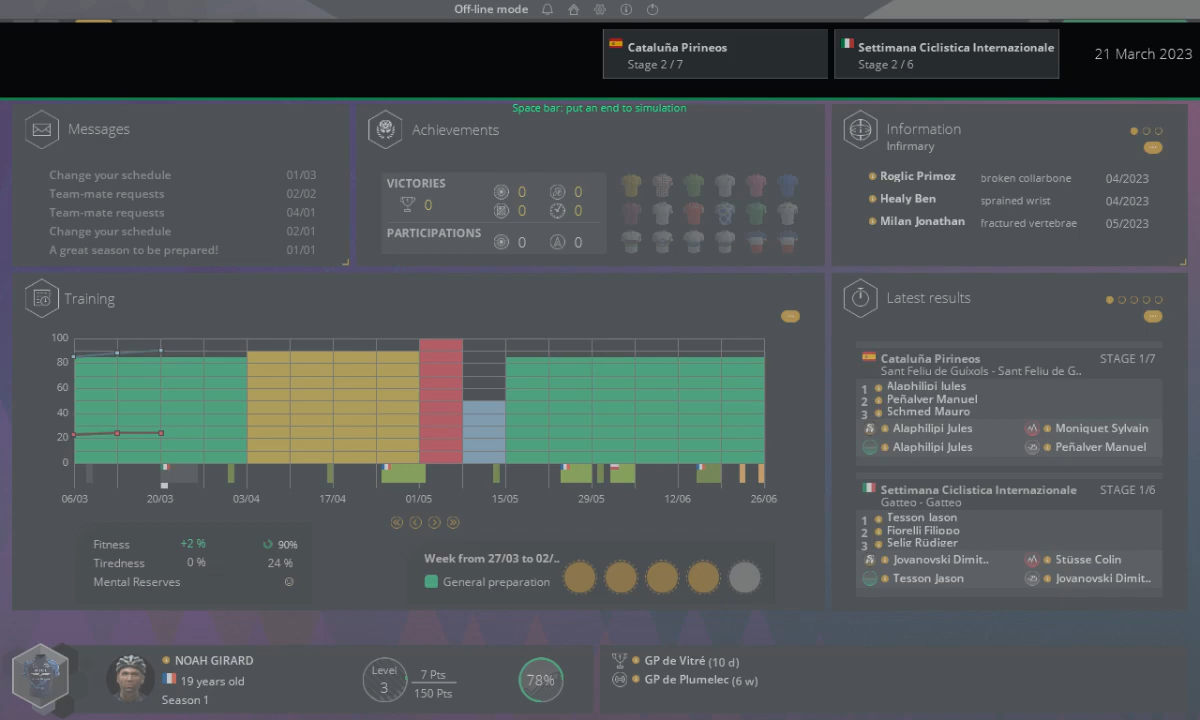 Off-line mode
Cataluña Pirineos
Stage 2 / 7
Settimana Ciclistica Internazionale
Stage 2 / 6
21 March 2023
Space bar: put an end to simulation
Messages
Change your schedule 01/03
Team-mate requests 02/02
Team-mate requests 04/01
Change your schedule 02/01
A great season to be prepared! 01/01
Achievements
VICTORIES
0 0 0
0 0
PARTICIPATIONS
0 0
Information
Infirmary
Roglic Primoz broken collarbone 04/2023
Healy Ben sprained wrist 04/2023
Milan Jonathan fractured vertebrae 05/2023
Training
100
80
60
40
20
0
06/03 20/03 03/04 17/04 01/05 15/05 29/05 12/06 26/06
Fitness +2 % 90%
Tiredness 0 % 24 %
Mental Reserves
Week from 27/03 to 02/..
General preparation
Latest results
Cataluña Pirineos STAGE 1/7
Sant Feliu de Guíxols - Sant Feliu de G..
1 Alaphilipi Jules
2 Peñalver Manuel
3 Schmed Mauro
Alaphilipi Jules Moniquet Sylvain
Alaphilipi Jules Peñalver Manuel
Settimana Ciclistica Internazionale STAGE 1/6
Gatteo - Gatteo
1 Tesson Jason
2 Fiorelli Filippo
3 Selig Rüdiger
Jovanovski Dimit.. Stüsse Colin
Tesson Jason Jovanovski Dimit..
NOAH GIRARD
19 years old
Season 1
Level
3
7 Pts
150 Pts
78%
GP de Vitré (10 d)
GP de Plumelec (6 w)